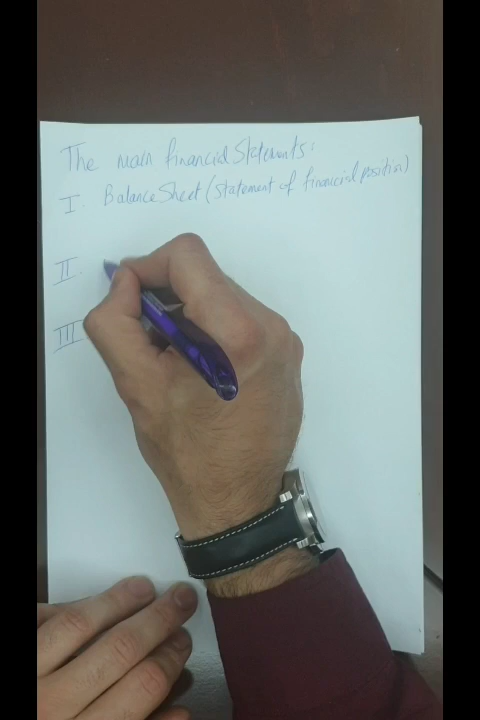 The main financial Statements:
I. Balance Sheet (Statement of financial position)
II.
III